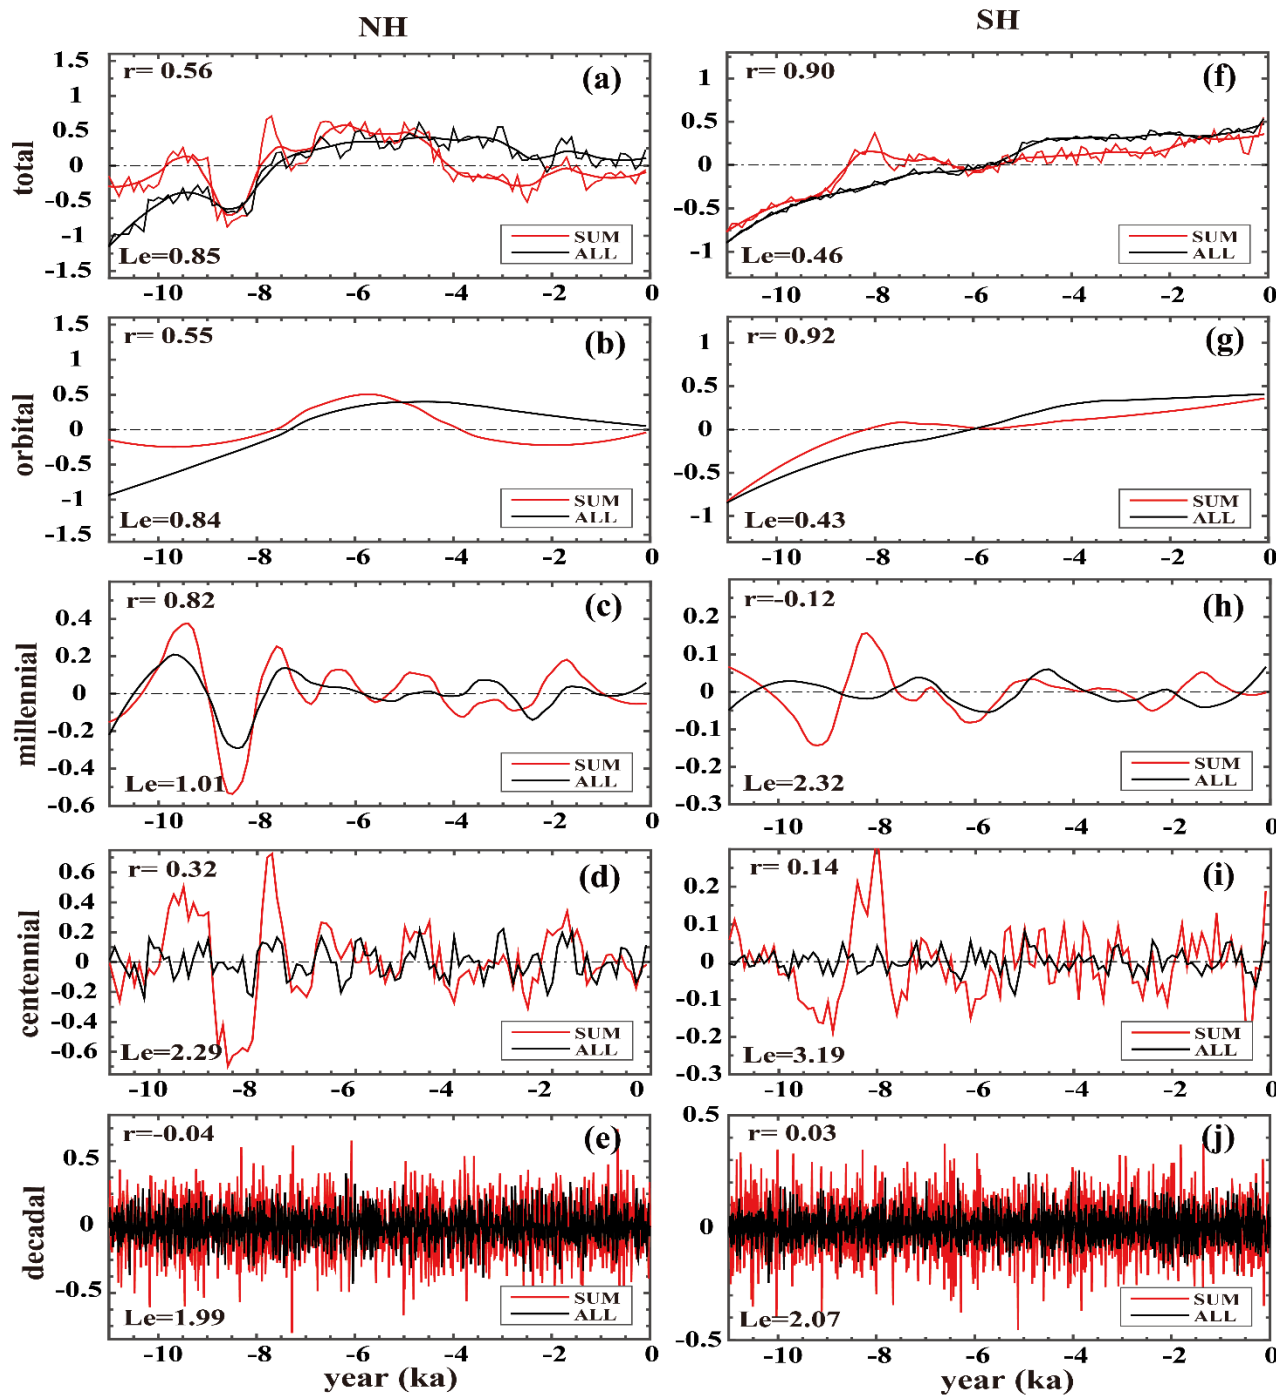 NH
SH
total
1.5
1
0.5
0
-0.5
-1
-1.5
r= 0.56
(a)
Le=0.85
SUM
ALL
-10
-8
-6
-4
-2
0
1
0.5
0
-0.5
-1
r= 0.90
(f)
Le=0.46
SUM
ALL
-10
-8
-6
-4
-2
0
orbital
1.5
1
0.5
0
-0.5
-1
-1.5
r= 0.55
(b)
Le=0.84
SUM
ALL
-10
-8
-6
-4
-2
0
1
0.5
0
-0.5
-1
r= 0.92
(g)
Le=0.43
SUM
ALL
-10
-8
-6
-4
-2
0
millennial
0.4
0.2
0
-0.2
-0.4
-0.6
r= 0.82
(c)
Le=1.01
SUM
ALL
-10
-8
-6
-4
-2
0
0.2
0.1
0
-0.1
-0.2
-0.3
r=-0.12
(h)
Le=2.32
SUM
ALL
-10
-8
-6
-4
-2
0
centennial
0.6
0.4
0.2
0
-0.2
-0.4
-0.6
r= 0.32
(d)
Le=2.29
SUM
ALL
-10
-8
-6
-4
-2
0
0.2
0.1
0
-0.1
-0.2
-0.3
r= 0.14
(i)
Le=3.19
SUM
ALL
-10
-8
-6
-4
-2
0
decadal
0.5
0
-0.5
r=-0.04
(e)
Le=1.99
SUM
ALL
-10
-8
-6
-4
-2
0
year (ka)
0.5
0
-0.5
r= 0.03
(j)
Le=2.07
SUM
ALL
-10
-8
-6
-4
-2
0
year (ka)